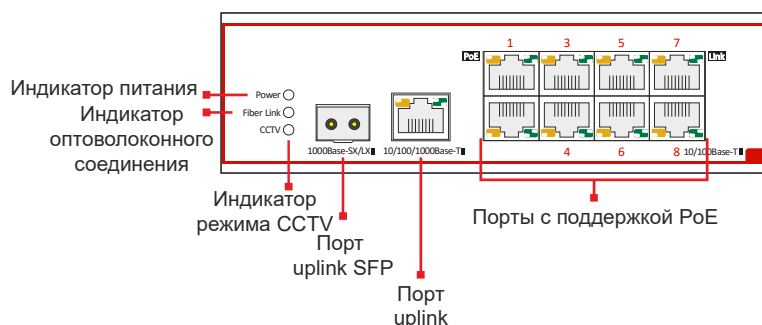 1 3 5 7
PoE Link
Индикатор питания
Power
Индикатор
оптоволоконного
соединения
Fiber Link
CCTV
1000Base-SX/LX
10/100/1000Base-T
4 6 8
10/100Base-T
Индикатор
режима CCTV
Порт
uplink SFP
Порт
uplink
Порты с поддержкой PoE